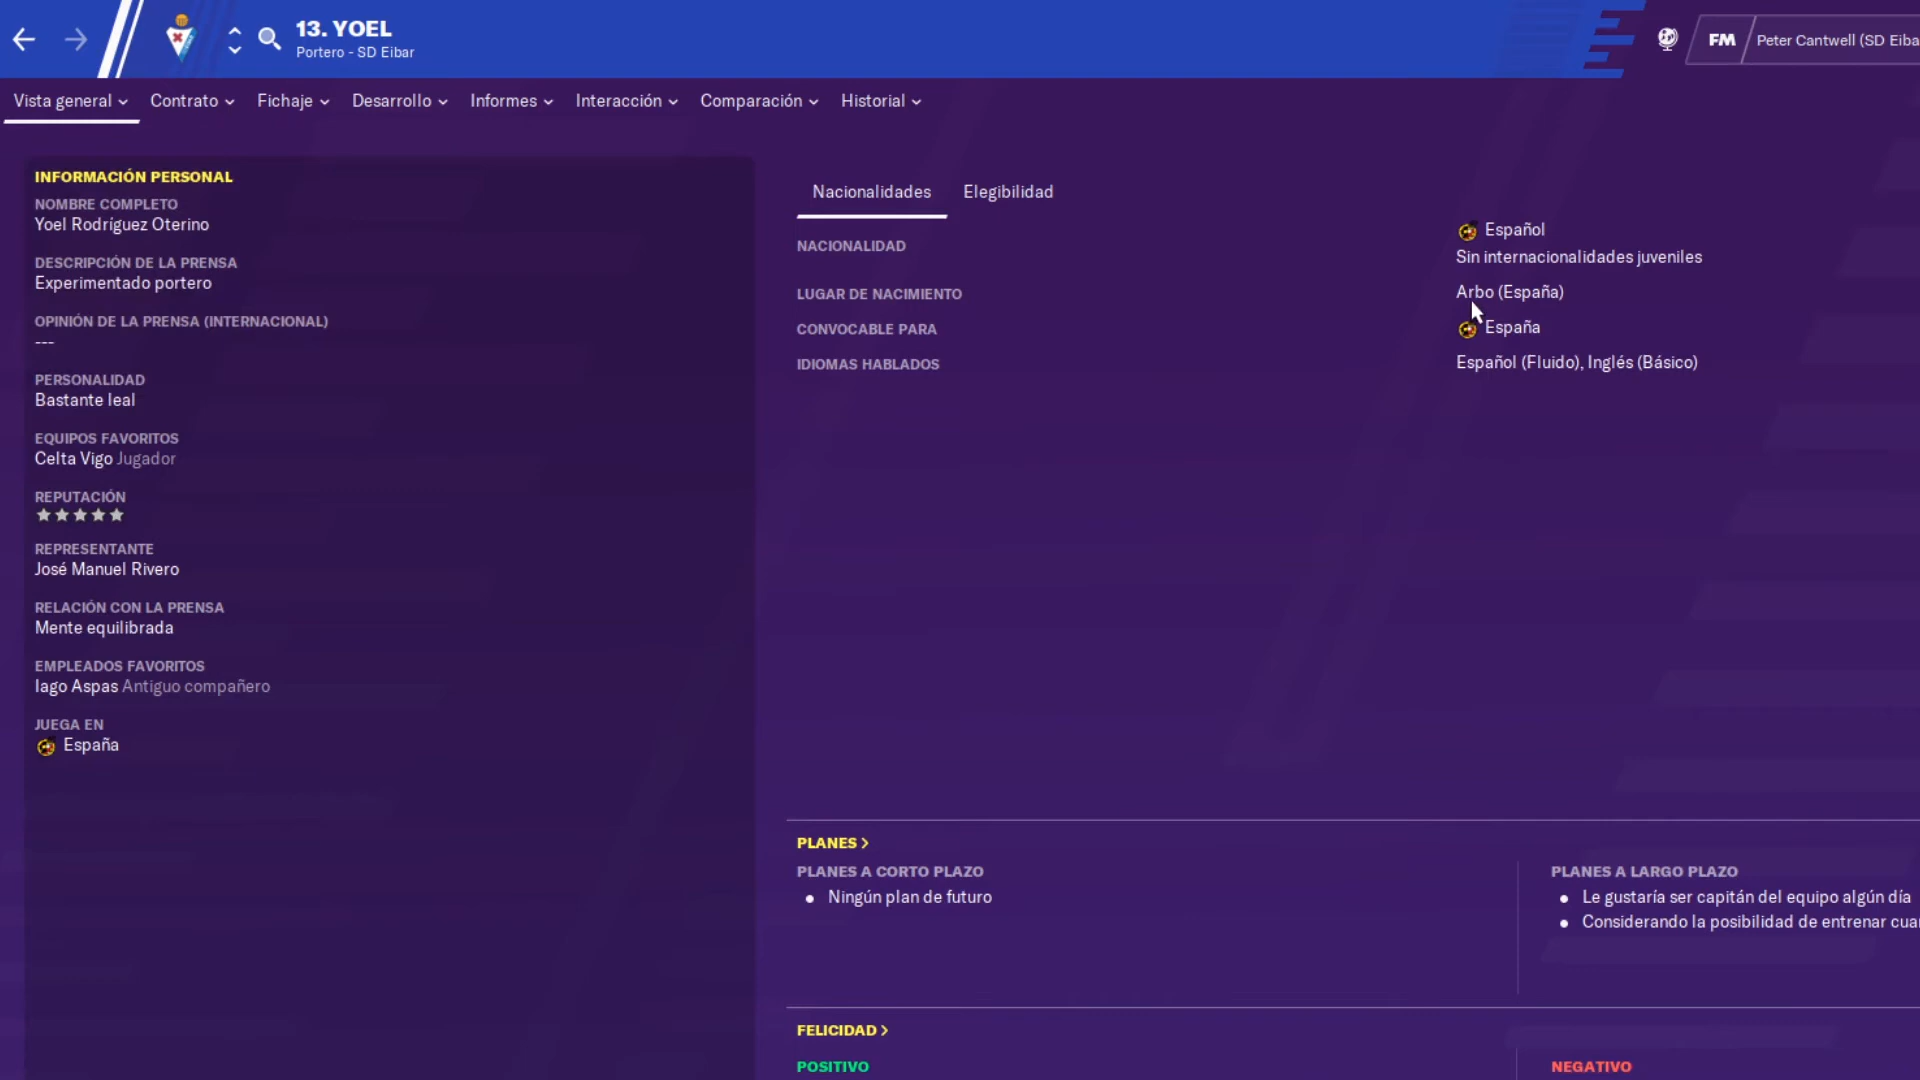 13. YOEL
Portero - SD Eibar
FM
Peter Cantwell (SD Eiba
Vista general
Contrato
Fichaje
Desarrollo
Informes
Interacción
Comparación
Historial
INFORMACIÓN PERSONAL
NOMBRE COMPLETO
Yoel Rodríguez Oterino
DESCRIPCIÓN DE LA PRENSA
Experimentado portero
OPINIÓN DE LA PRENSA (INTERNACIONAL)
---
PERSONALIDAD
Bastante leal
EQUIPOS FAVORITOS
Celta Vigo Jugador
REPUTACIÓN
REPRESENTANTE
José Manuel Rivero
RELACIÓN CON LA PRENSA
Mente equilibrada
EMPLEADOS FAVORITOS
Iago Aspas Antiguo compañero
JUEGA EN
España
Nacionalidades
Elegibilidad
NACIONALIDAD
Español
Sin internacionalidades juveniles
LUGAR DE NACIMIENTO
Arbo (España)
CONVOCABLE PARA
España
IDIOMAS HABLADOS
Español (Fluido), Inglés (Básico)
PLANES >
PLANES A CORTO PLAZO
• Ningún plan de futuro
PLANES A LARGO PLAZO
• Le gustaría ser capitán del equipo algún día
• Considerando la posibilidad de entrenar cua
FELICIDAD >
POSITIVO
NEGATIVO